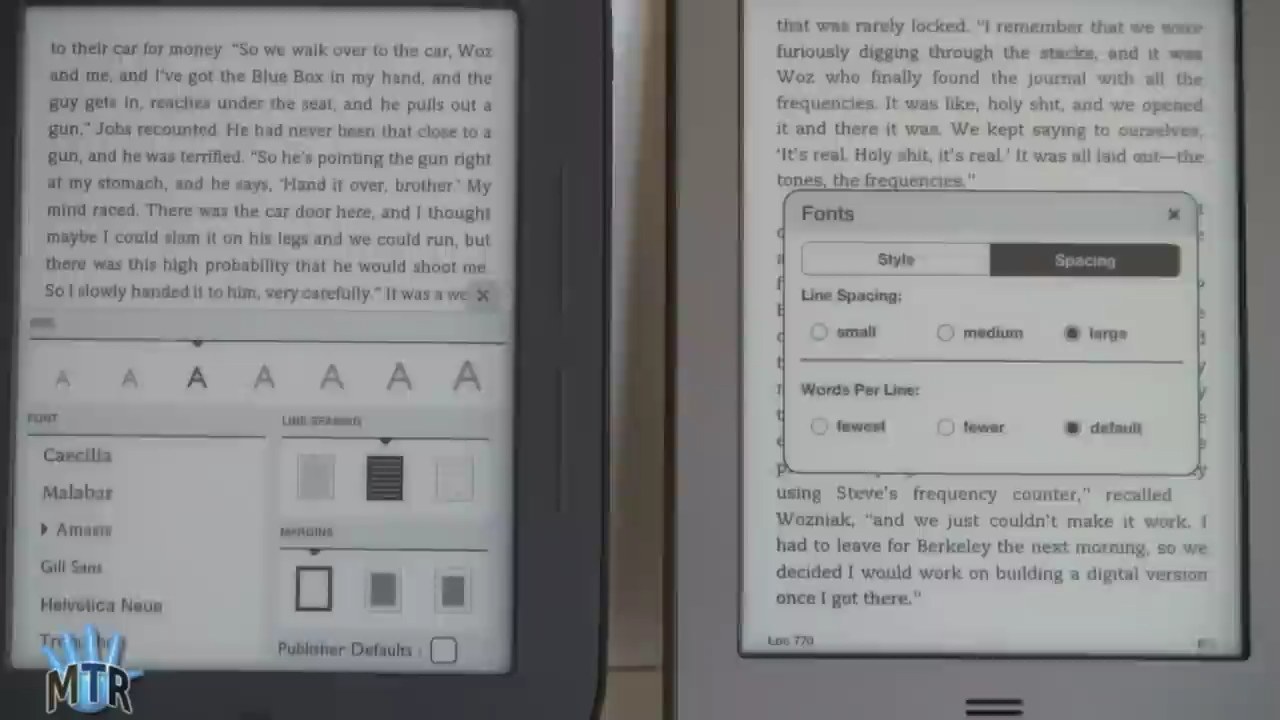 to their car for money "So we walk over to the car, Woz
and me, and I've got the Blue Box in my hand, and the
guy gets in, reaches under the seat, and he pulls out a
gun," Jobs recounted. He had never been that close to a
gun, and he was terrified. "So he's pointing the gun right
at my stomach, and he says, 'Hand it over, brother.' My
mind raced. There was the car door here, and I thought
maybe I could slam it on his legs and we could run, but
there was this high probability that he would shoot me.
So I slowly handed it to him, very carefully." It was a we
A A A A A A A
FONT
Caecilia
Malabar
Amasis
Gill Sans
Helvetica Neue
LINE SPACING
MARGINS
Publisher Defaults :
MTR
that was rarely locked. "I remember that we were
furiously digging through the stacks, and it was
Woz who finally found the journal with all the
frequencies. It was like, holy shit, and we opened
it and there it was. We kept saying to ourselves,
'It's real. Holy shit, it's real.' It was all laid out—the
tones, the frequencies."
Fonts ×
Style Spacing
Line Spacing:
small medium large
Words Per Line:
fewest fewer default
using Steve's frequency counter," recalled
Wozniak, "and we just couldn't make it work. I
had to leave for Berkeley the next morning, so we
decided I would work on building a digital version
once I got there."
Loc 770